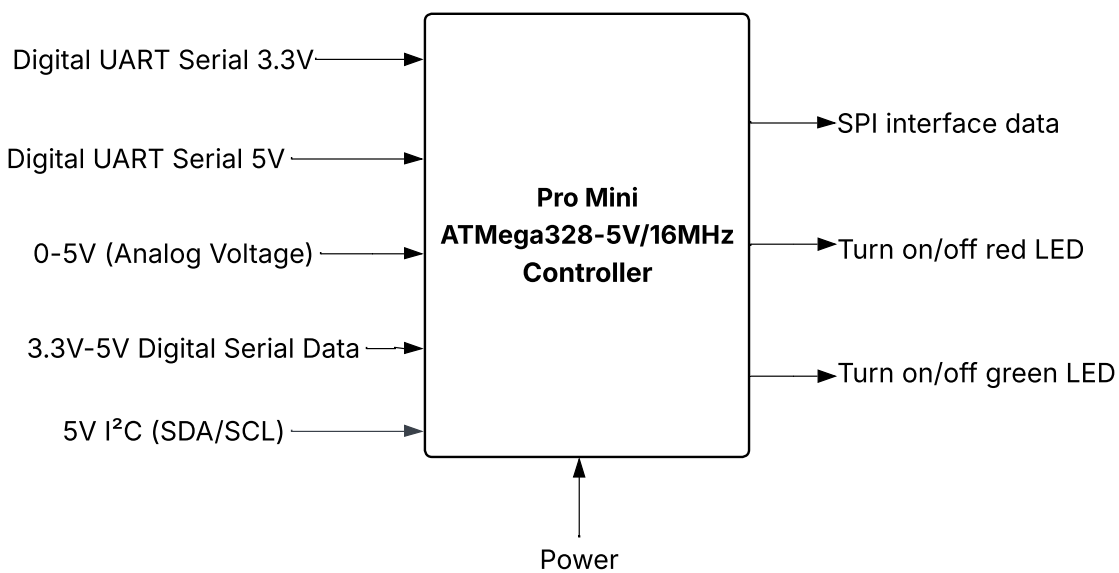 Digital UART Serial 3.3V
Digital UART Serial 5V
0-5V (Analog Voltage)
3.3V-5V Digital Serial Data
5V I²C (SDA/SCL)
Pro Mini
ATMega328-5V/16MHz
Controller
SPI interface data
Turn on/off red LED
Turn on/off green LED
Power